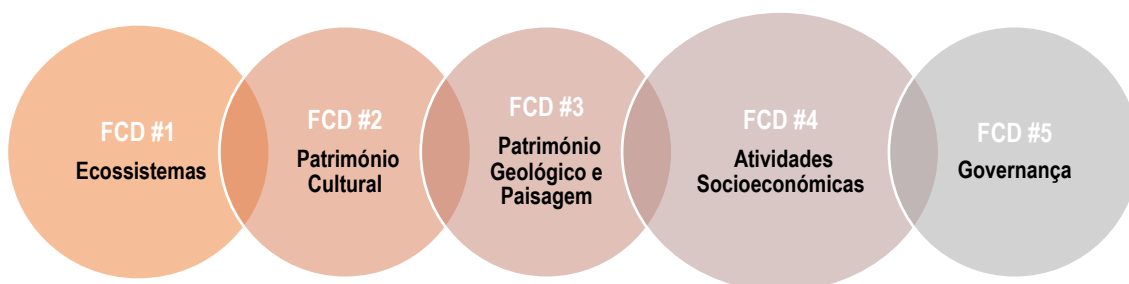 FCD #1
Ecossistemas
FCD #2
Património
Cultural
FCD #3
Património
Geológico e
Paisagem
FCD #4
Atividades
Socioeconómicas
FCD #5
Governança